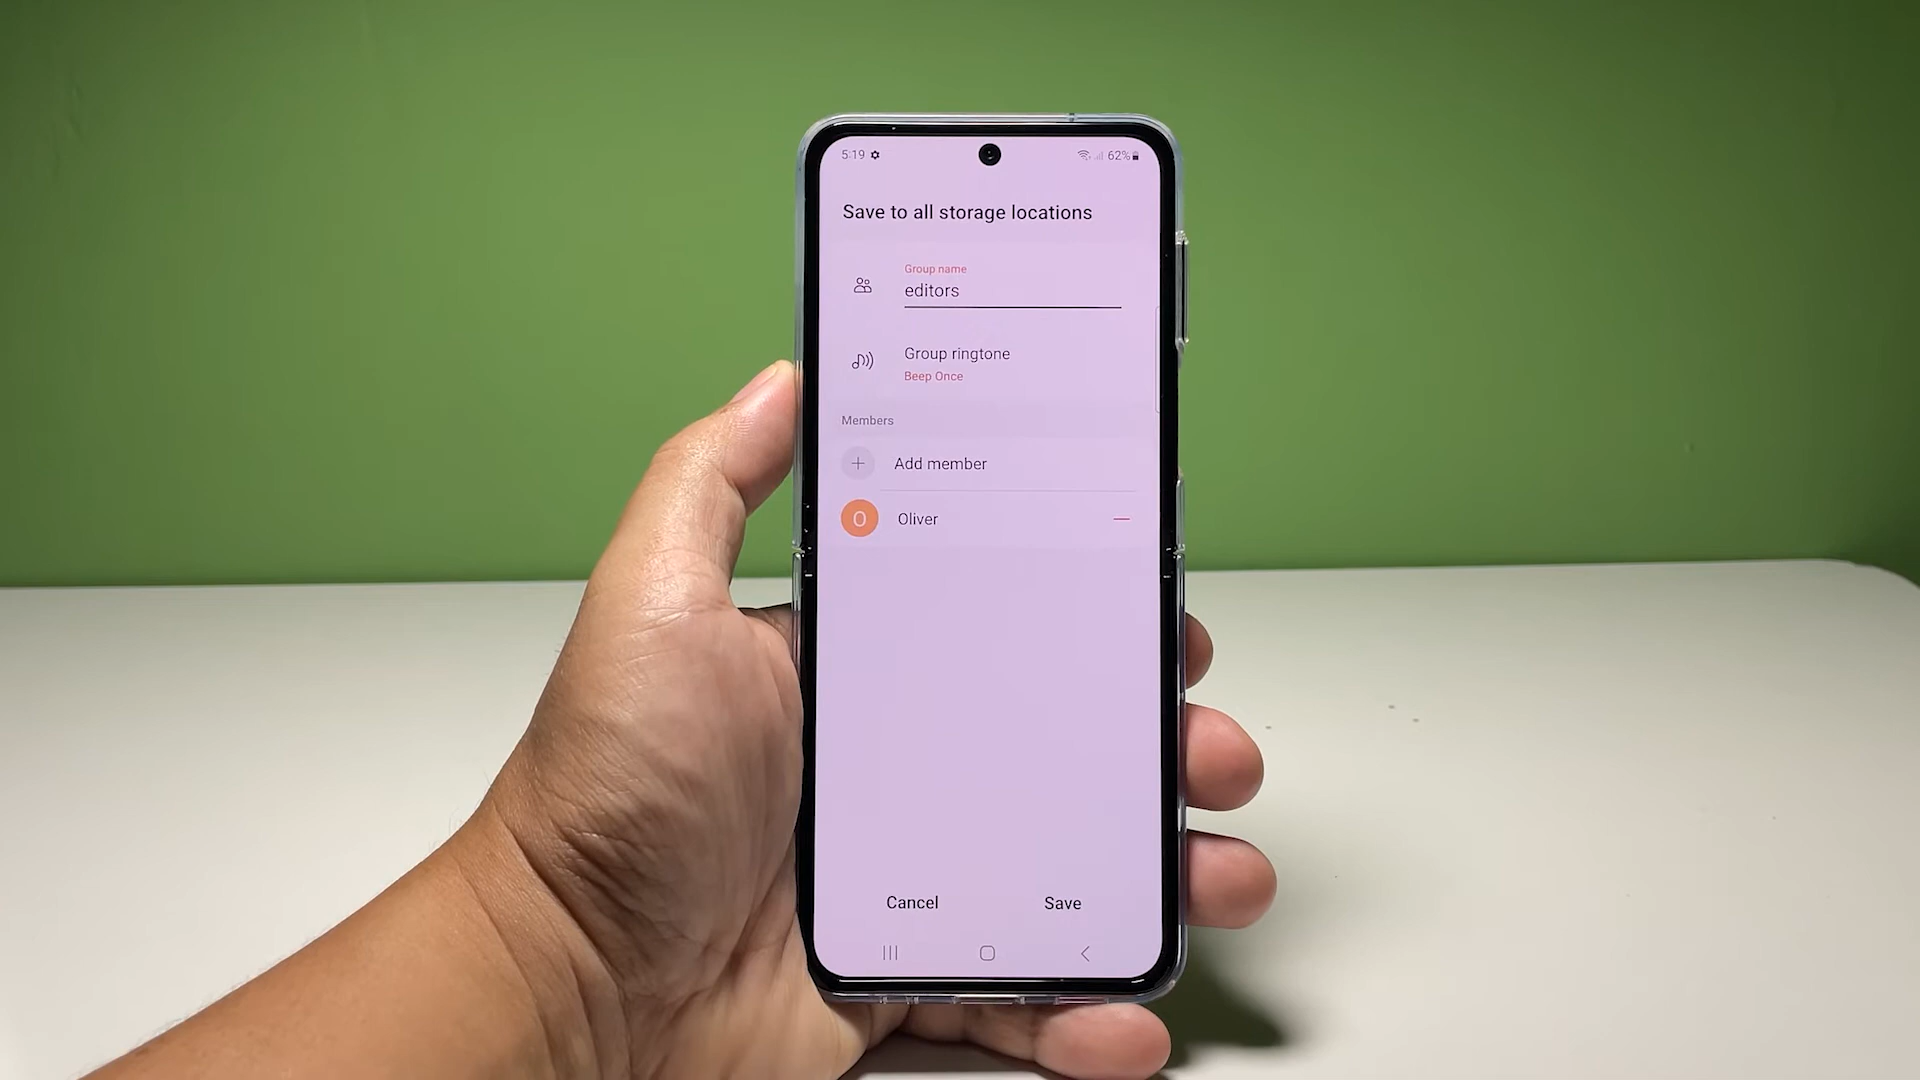 5:19 62%
Save to all storage locations
Group name
editors
Group ringtone
Beep Once
Members
Add member
O Oliver
Cancel Save